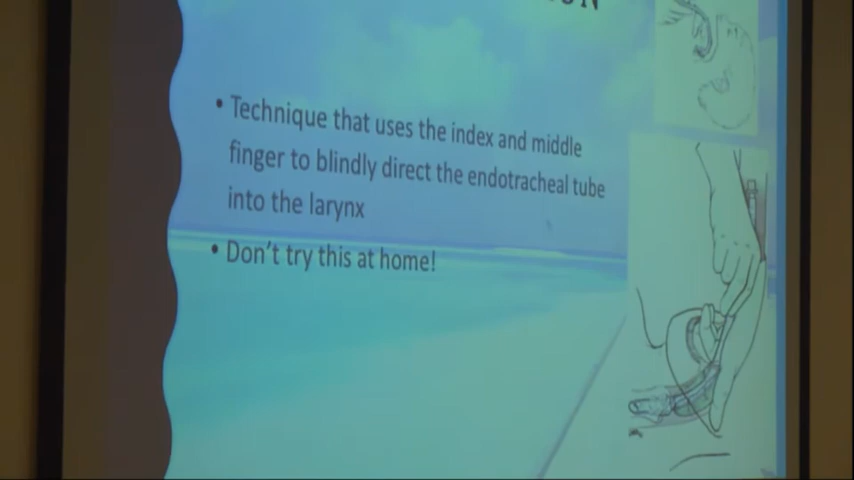 • Technique that uses the index and middle
finger to blindly direct the endotracheal tube
into the larynx
• Don't try this at home!